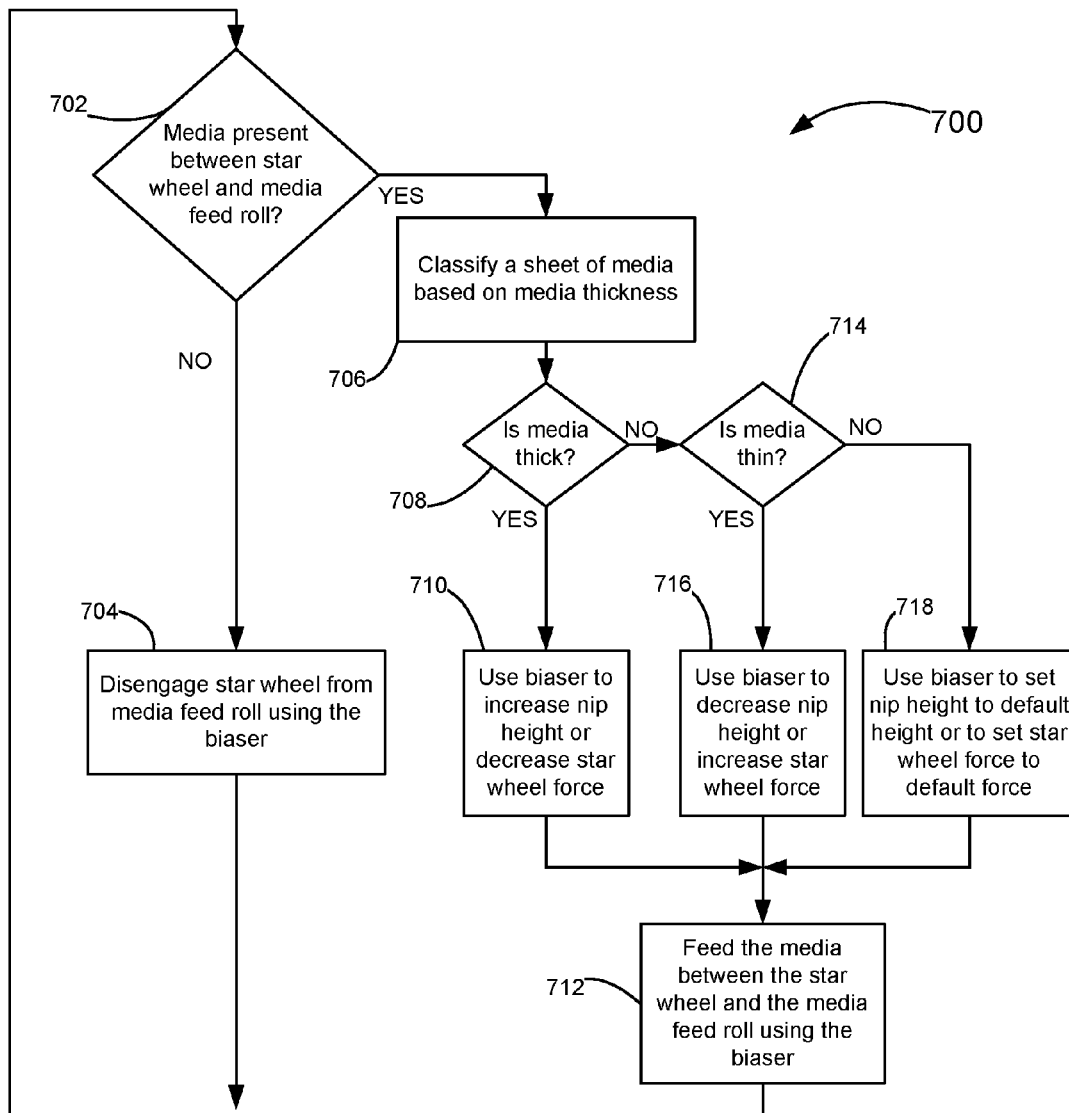 702
Media present
between star
wheel and media
feed roll?
700
YES
Classify a sheet of media
based on media thickness
706
NO
714
Is media
thick?
NO
Is media
thin?
NO
708
YES
YES
710
716
718
704
Disengage star wheel from
media feed roll using the
biaser
Use biaser to
increase nip
height or
decrease star
wheel force
Use biaser to
decrease nip
height or
increase star
wheel force
Use biaser to set
nip height to default
height or to set star
wheel force to
default force
712
Feed the media
between the star
wheel and the media
feed roll using the
biaser